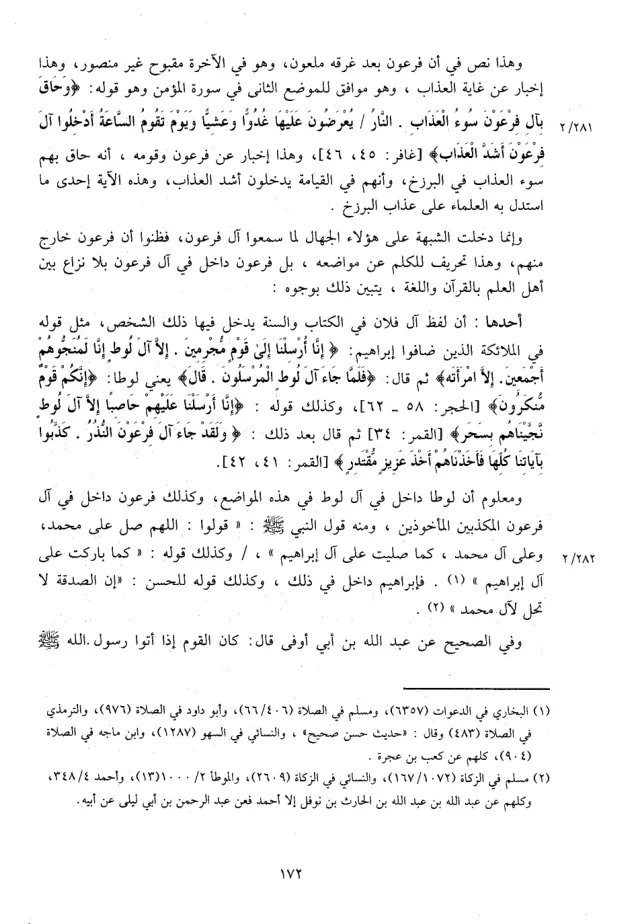 وهذا نص في أن فرعون بعد غرقه ملعون، وهو في الآخرة مقبوح غير منصور، وهذا
إخبار عن غاية العذاب ، وهو موافق للموضع الثانى في سورة المؤمن وهو قوله: ﴿وَحَاقَ
٢/٢٨١ بِآلِ فِرْعَوْنَ سُوءُ الْعَذَابِ . النَّارُ / يُعْرَضُونَ عَلَيْهَا غُدُوًّا وَعَشِيًّا وَيَوْمَ تَقُومُ السَّاعَةُ أَدْخِلُوا آلَ
فِرْعَوْنَ أَشَدَّ الْعَذَابِ﴾ [غافر: ٤٥، ٤٦]، وهذا إخبار عن فرعون وقومه ، أنه حاق بهم
سوء العذاب في البرزخ، وأنهم في القيامة يدخلون أشد العذاب، وهذه الآية إحدى ما
استدل به العلماء على عذاب البرزخ .
وإنما دخلت الشبهة على هؤلاء الجهال لما سمعوا آل فرعون، فظنوا أن فرعون خارج
منهم، وهذا تحريف للكلم عن مواضعه ، بل فرعون داخل في آل فرعون بلا نزاع بين
أهل العلم بالقرآن واللغة ، يتبين ذلك بوجوه :
أحدها : أن لفظ آل فلان في الكتاب والسنة يدخل فيها ذلك الشخص، مثل قوله
في الملائكة الذين ضافوا إبراهيم: ﴿ إِنَّا أُرْسِلْنَا إِلَىٰ قَوْمٍ مُّجْرِمِينَ . إِلاَّ آلَ لُوطٍ إِنَّا لَمُنَجُّوهُمْ
أَجْمَعِينَ. إِلاَّ امْرَأَتَهُ﴾ ثم قال: ﴿فَلَمَّا جَاءَ آلَ لُوطٍ الْمُرْسَلُونَ . قَالَ﴾ يعني لوطا: ﴿إِنَّكُمْ قَوْمٌ
مُّنكَرُونَ﴾ [الحجر: ٥٨ ـ ٦٢]، وكذلك قوله : ﴿إِنَّا أَرْسَلْنَا عَلَيْهِمْ حَاصِبًا إِلاَّ آلَ لُوطٍ
نَّجَّيْنَاهُم بِسَحَرٍ﴾ [القمر: ٣٤] ثم قال بعد ذلك : ﴿ وَلَقَدْ جَاءَ آلَ فِرْعَوْنَ النُّذُرُ . كَذَّبُوا
بِآيَاتِنَا كُلِّهَا فَأَخَذْنَاهُمْ أَخْذَ عَزِيزٍ مُّقْتَدِرٍ ﴾ [القمر: ٤١، ٤٢].
ومعلوم أن لوطا داخل في آل لوط في هذه المواضع، وكذلك فرعون داخل في آل
فرعون المكذبين المأخوذين ، ومنه قول النبي ﷺ : « قولوا : اللهم صل على محمد،
٢/٢٨٢ وعلى آل محمد ، كما صليت على آل إبراهيم » ، / وكذلك قوله : « كما باركت على
آل إبراهيم » (١) . فإبراهيم داخل في ذلك ، وكذلك قوله للحسن : «إن الصدقة لا
تحل لآل محمد » (٢) .
وفي الصحيح عن عبد الله بن أبي أوفى قال: كان القوم إذا أتوا رسول الله ﷺ
(١) البخاري في الدعوات (٦٣٥٧)، ومسلم في الصلاة (٦٦/٤٠٦)، وأبو داود في الصلاة (٩٧٦)، والترمذي
في الصلاة (٤٨٣) وقال : «حديث حسن صحيح» ، والنسائي في السهو (١٢٨٧)، وابن ماجه في الصلاة
(٩٠٤)، كلهم عن كعب بن عجرة .
(٢) مسلم في الزكاة (١٦٧/١٠٧٢)، والنسائي في الزكاة (٢٦٠٩)، والموطأ ٢/ ١٠٠٠(١٣)، وأحمد ٣٤٨/٤،
وكلهم عن عبد الله بن عبد الله بن الحارث بن نوفل إلا أحمد فعن عبد الرحمن بن أبي ليلى عن أبيه.
١٧٢